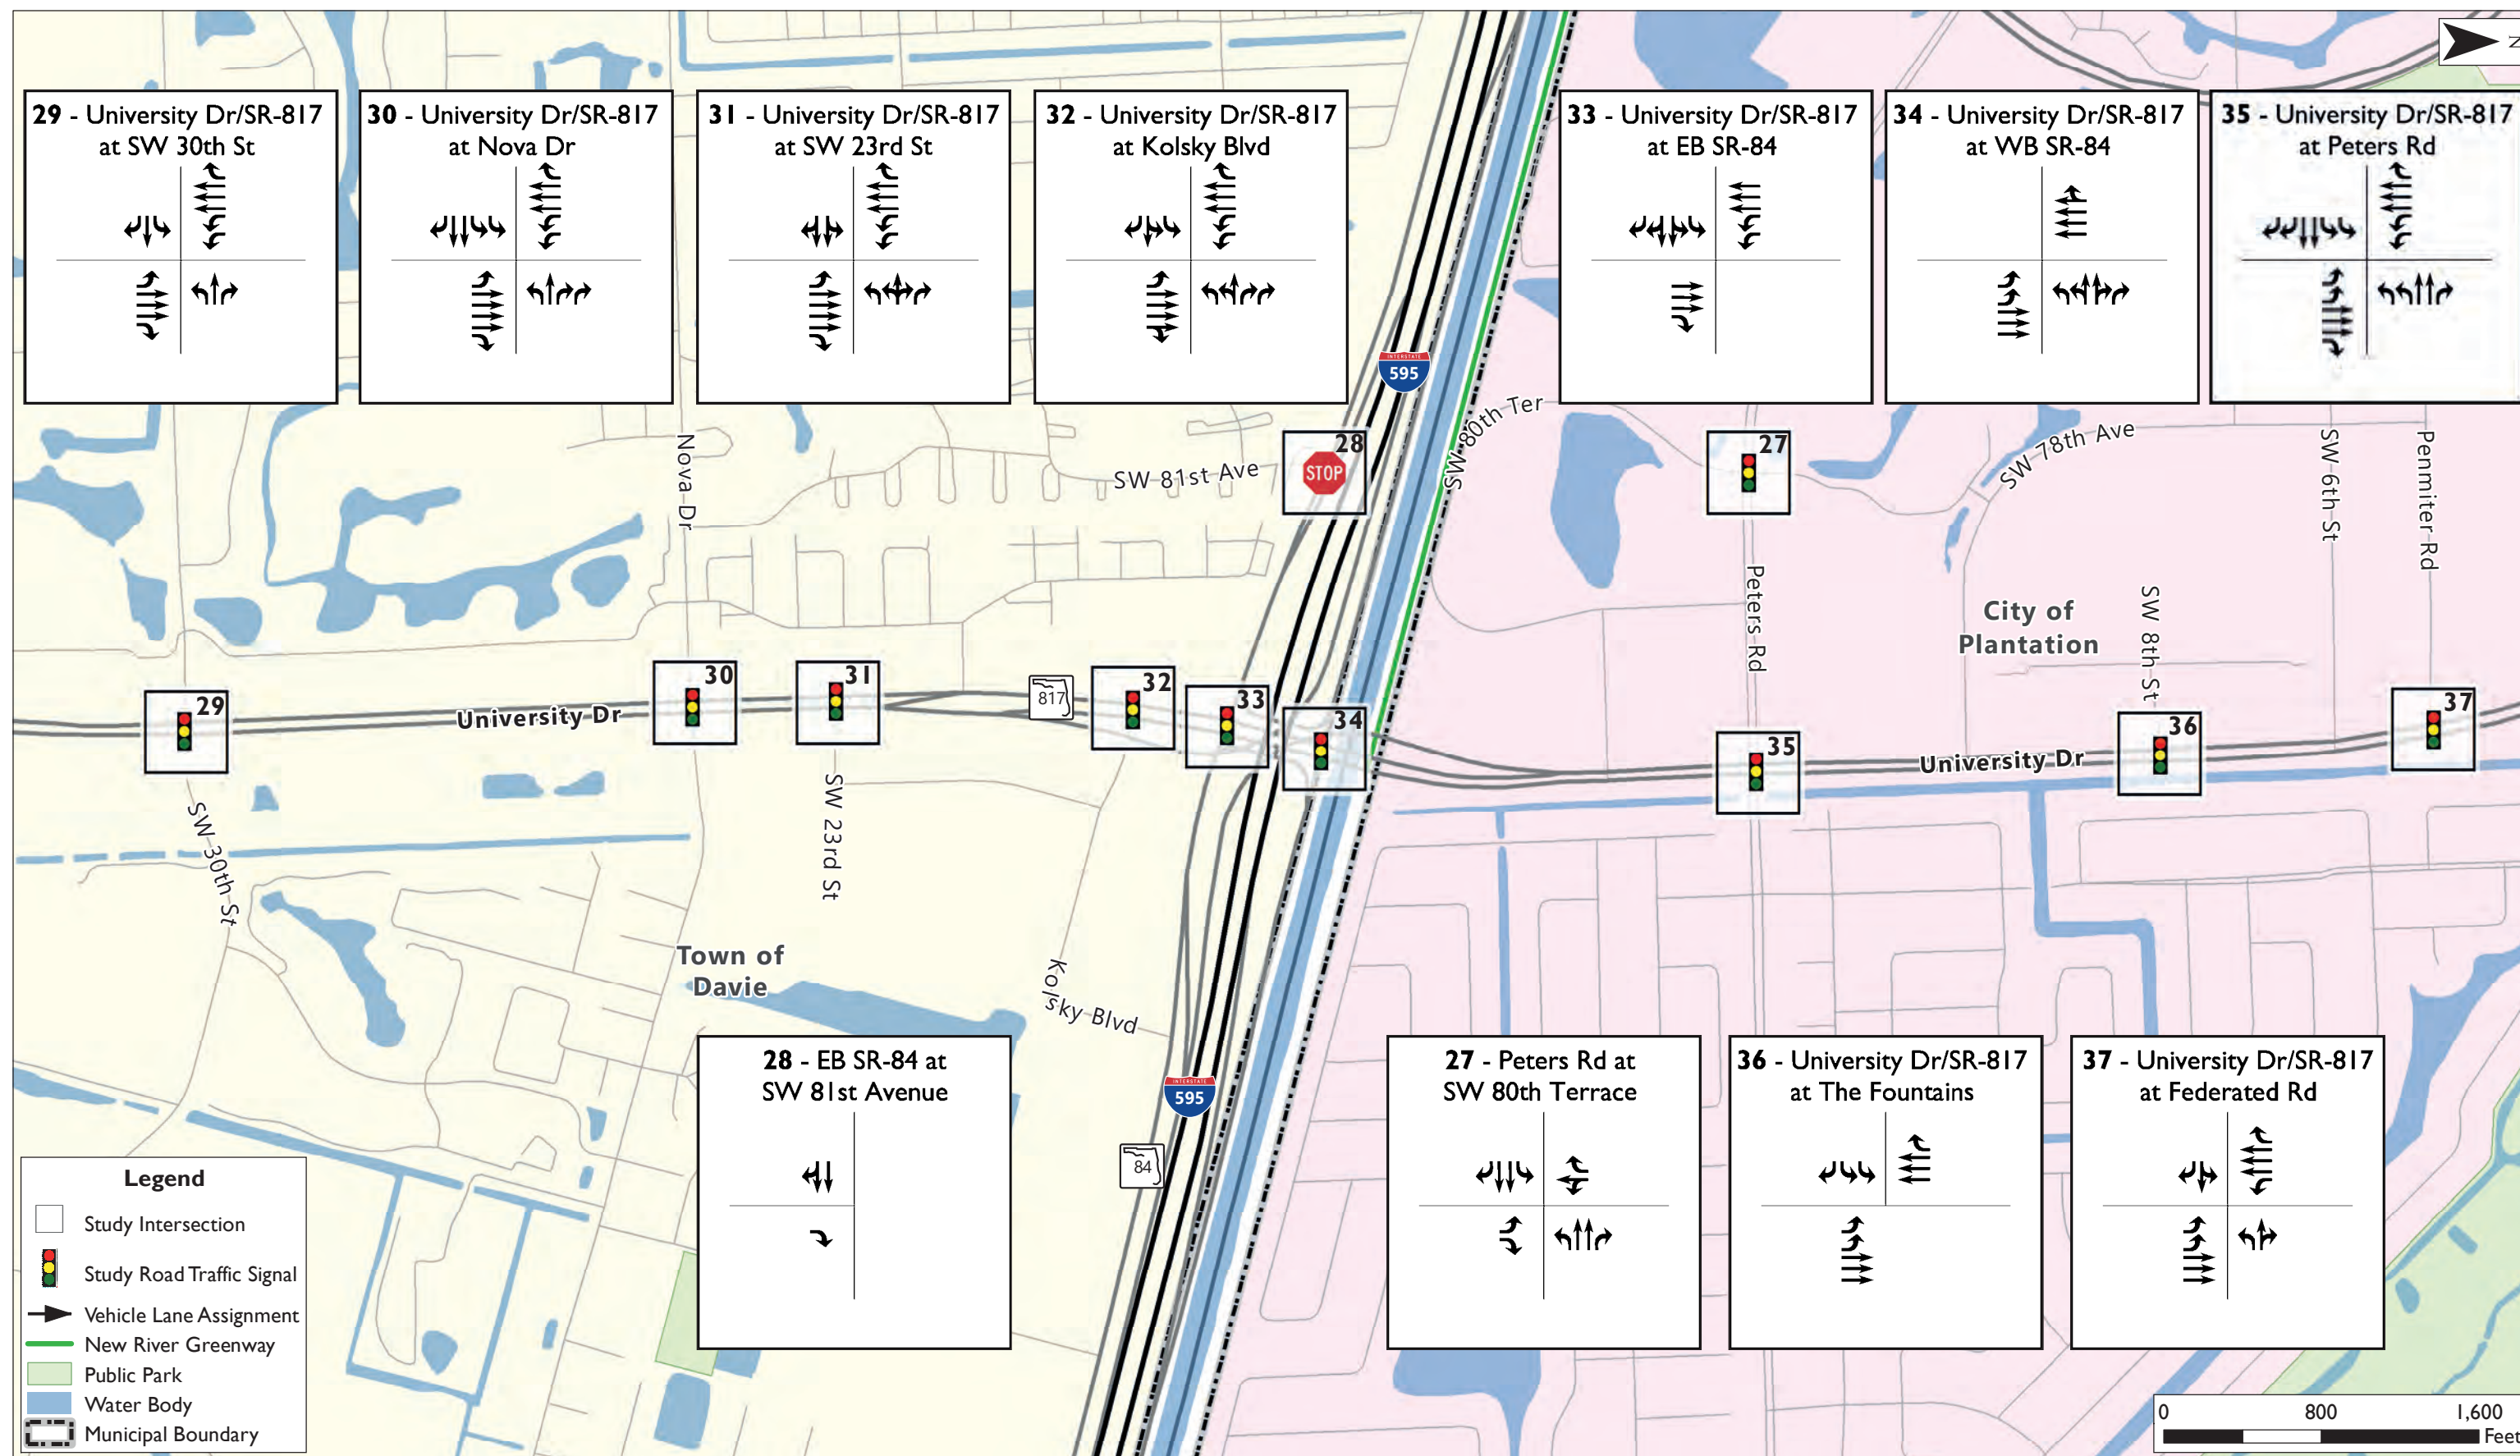 N
29 - University Dr/SR-817
at SW 30th St
30 - University Dr/SR-817
at Nova Dr
31 - University Dr/SR-817
at SW 23rd St
32 - University Dr/SR-817
at Kolsky Blvd
33 - University Dr/SR-817
at EB SR-84
34 - University Dr/SR-817
at WB SR-84
35 - University Dr/SR-817
at Peters Rd
INTERSTATE
595
SW 80th Ter
28
STOP
27
SW 81st Ave
SW 78th Ave
Nova Dr
SW 6th St
Penmiter Rd
Peters Rd
SW 8th St
City of
Plantation
29
30
31
817
32
33
34
35
36
37
University Dr
University Dr
SW 30th St
SW 23rd St
Town of
Davie
Kolsky Blvd
28 - EB SR-84 at
SW 81st Avenue
27 - Peters Rd at
SW 80th Terrace
36 - University Dr/SR-817
at The Fountains
37 - University Dr/SR-817
at Federated Rd
INTERSTATE
595
84
Legend
Study Intersection
Study Road Traffic Signal
Vehicle Lane Assignment
New River Greenway
Public Park
Water Body
Municipal Boundary
0 800 1,600
Feet